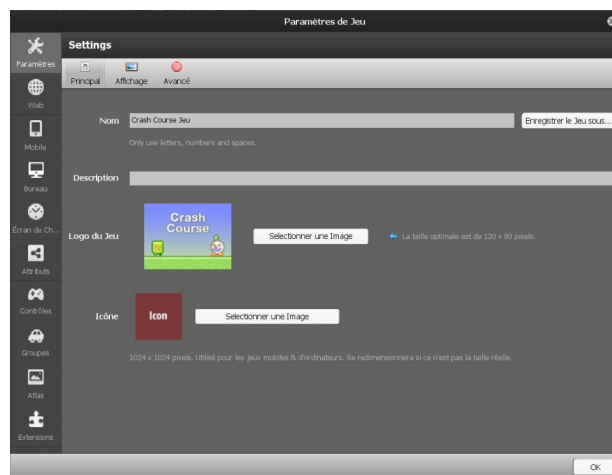 Paramètres de Jeu
Settings
Paramètres
Principal
Affichage
Avancé
Web
Nom
Crash Course Jeu
Enregistrer le Jeu sous...
Only use letters, numbers and spaces.
Mobile
Description
Bureau
Écran de Ch...
Logo du Jeu
Crash
Course
Selectionner une Image
La taille optimale est de 120 x 90 pixels.
Attributs
Contrôles
Icône
Icon
Selectionner une Image
Groupes
1024 x 1024 pixels. Utilisé pour les jeux mobiles & d'ordinateurs. Se redimensionnera si ce n'est pas la taille réelle.
Atlas
Extensions
OK